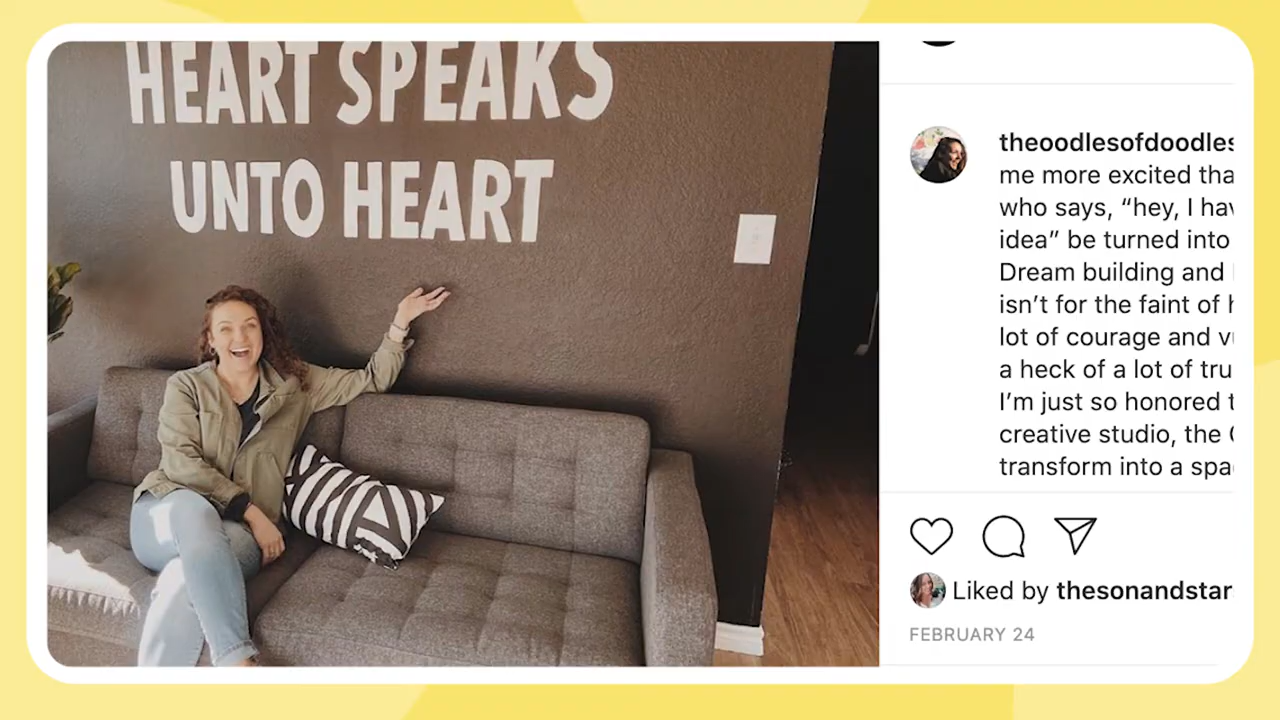 HEART SPEAKS
UNTO HEART
theoodlesofdoodles
me more excited tha
who says, “hey, I hav
idea” be turned into
Dream building and
isn’t for the faint of h
lot of courage and vu
a heck of a lot of tru
I’m just so honored t
creative studio, the
transform into a spa
Liked by thesonandstar
FEBRUARY 24